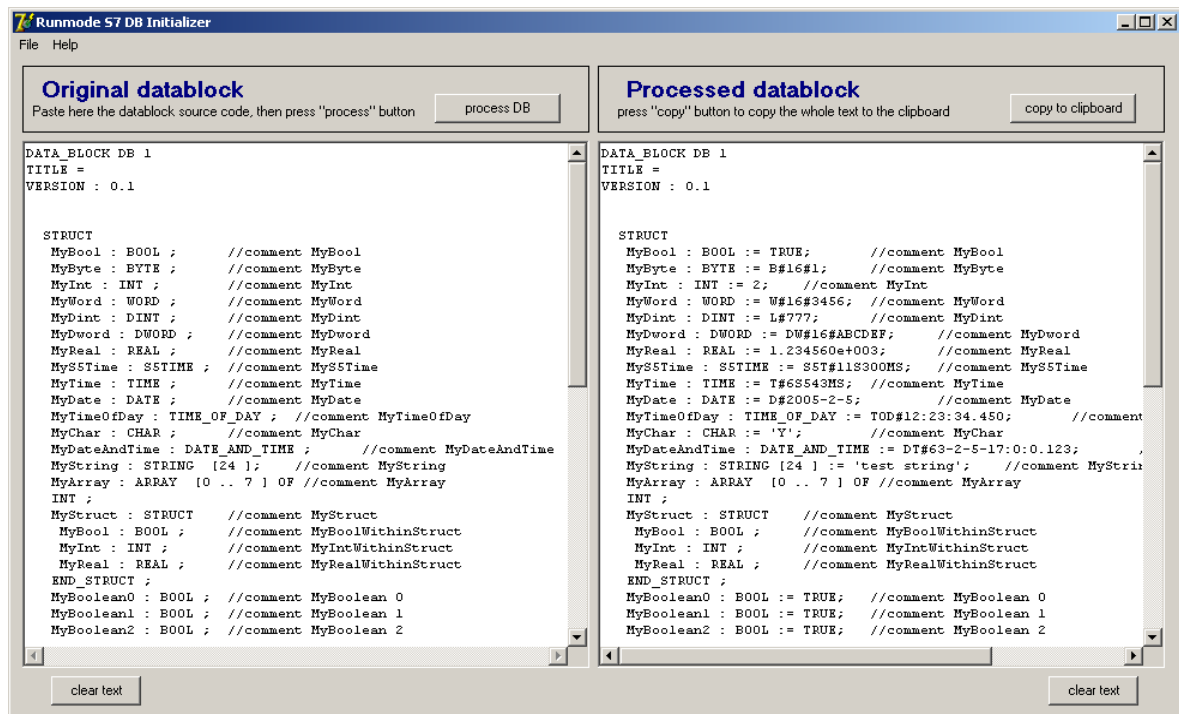 Runmode S7 DB Initializer
File Help
Original datablock
Paste here the datablock source code, then press "process" button
process DB
Processed datablock
press "copy" button to copy the whole text to the clipboard
copy to clipboard
DATA_BLOCK DB 1
TITLE =
VERSION : 0.1
STRUCT
MyBool : BOOL ; //comment MyBool
MyByte : BYTE ; //comment MyByte
MyInt : INT ; //comment MyInt
MyWord : WORD ; //comment MyWord
MyDint : DINT ; //comment MyDint
MyDword : DWORD ; //comment MyDword
MyReal : REAL ; //comment MyReal
MyS5Time : S5TIME ; //comment MyS5Time
MyTime : TIME ; //comment MyTime
MyDate : DATE ; //comment MyDate
MyTimeOfDay : TIME_OF_DAY ; //comment MyTimeOfDay
MyChar : CHAR ; //comment MyChar
MyDateAndTime : DATE_AND_TIME ; //comment MyDateAndTime
MyString : STRING [24 ]; //comment MyString
MyArray : ARRAY [0 .. 7 ] OF //comment MyArray
INT ;
MyStruct : STRUCT //comment MyStruct
MyBool : BOOL ; //comment MyBoolWithinStruct
MyInt : INT ; //comment MyIntWithinStruct
MyReal : REAL ; //comment MyRealWithinStruct
END_STRUCT ;
MyBoolean0 : BOOL ; //comment MyBoolean 0
MyBoolean1 : BOOL ; //comment MyBoolean 1
MyBoolean2 : BOOL ; //comment MyBoolean 2
DATA_BLOCK DB 1
TITLE =
VERSION : 0.1
STRUCT
MyBool : BOOL := TRUE; //comment MyBool
MyByte : BYTE := B#16#1; //comment MyByte
MyInt : INT := 2; //comment MyInt
MyWord : WORD := W#16#3456; //comment MyWord
MyDint : DINT := L#777; //comment MyDint
MyDword : DWORD := DW#16#ABCDEF; //comment MyDword
MyReal : REAL := 1.234560e+003; //comment MyReal
MyS5Time : S5TIME := S5T#11S300MS; //comment MyS5Time
MyTime : TIME := T#6S543MS; //comment MyTime
MyDate : DATE := D#2005-2-5; //comment MyDate
MyTimeOfDay : TIME_OF_DAY := TOD#12:23:34.450; //comment
MyChar : CHAR := 'Y'; //comment MyChar
MyDateAndTime : DATE_AND_TIME := DT#63-2-5-17:0:0.123; /
MyString : STRING [24 ] := 'test string'; //comment MyStrin
MyArray : ARRAY [0 .. 7 ] OF //comment MyArray
INT ;
MyStruct : STRUCT //comment MyStruct
MyBool : BOOL ; //comment MyBoolWithinStruct
MyInt : INT ; //comment MyIntWithinStruct
MyReal : REAL ; //comment MyRealWithinStruct
END_STRUCT ;
MyBoolean0 : BOOL := TRUE; //comment MyBoolean 0
MyBoolean1 : BOOL := TRUE; //comment MyBoolean 1
MyBoolean2 : BOOL := TRUE; //comment MyBoolean 2
clear text
clear text